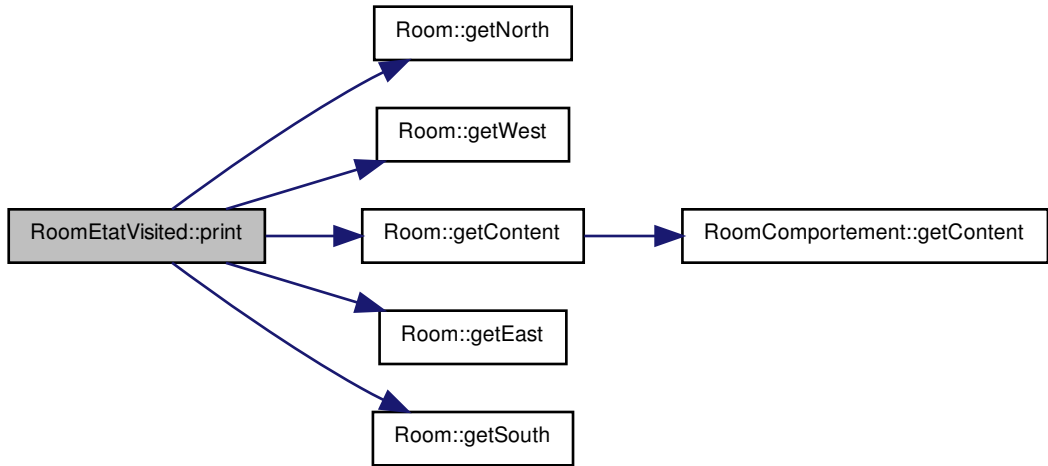 Room::getNorth
Room::getWest
RoomEtatVisited::print
Room::getContent
RoomComportement::getContent
Room::getEast
Room::getSouth